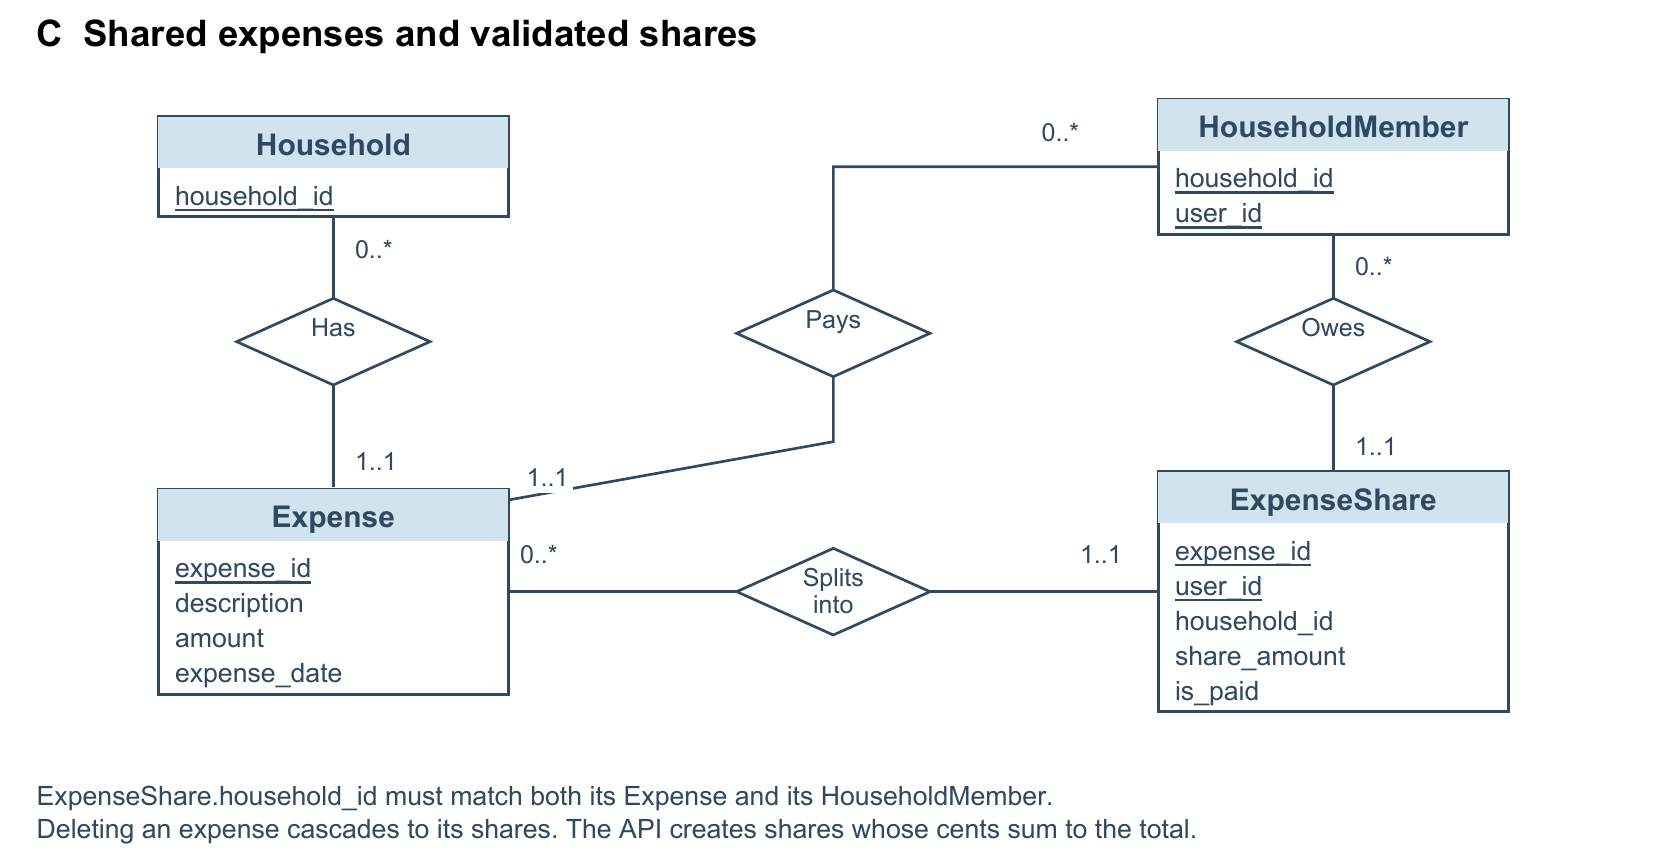 C Shared expenses and validated shares
Household
household_id
0..*
Has
1..1
HouseholdMember
household_id
user_id
0..*
Pays
1..1
0..*
Owes
1..1
Expense
expense_id
description
amount
expense_date
0..*
Splits
into
1..1
ExpenseShare
expense_id
user_id
household_id
share_amount
is_paid
ExpenseShare.household_id must match both its Expense and its HouseholdMember.
Deleting an expense cascades to its shares. The API creates shares whose cents sum to the total.